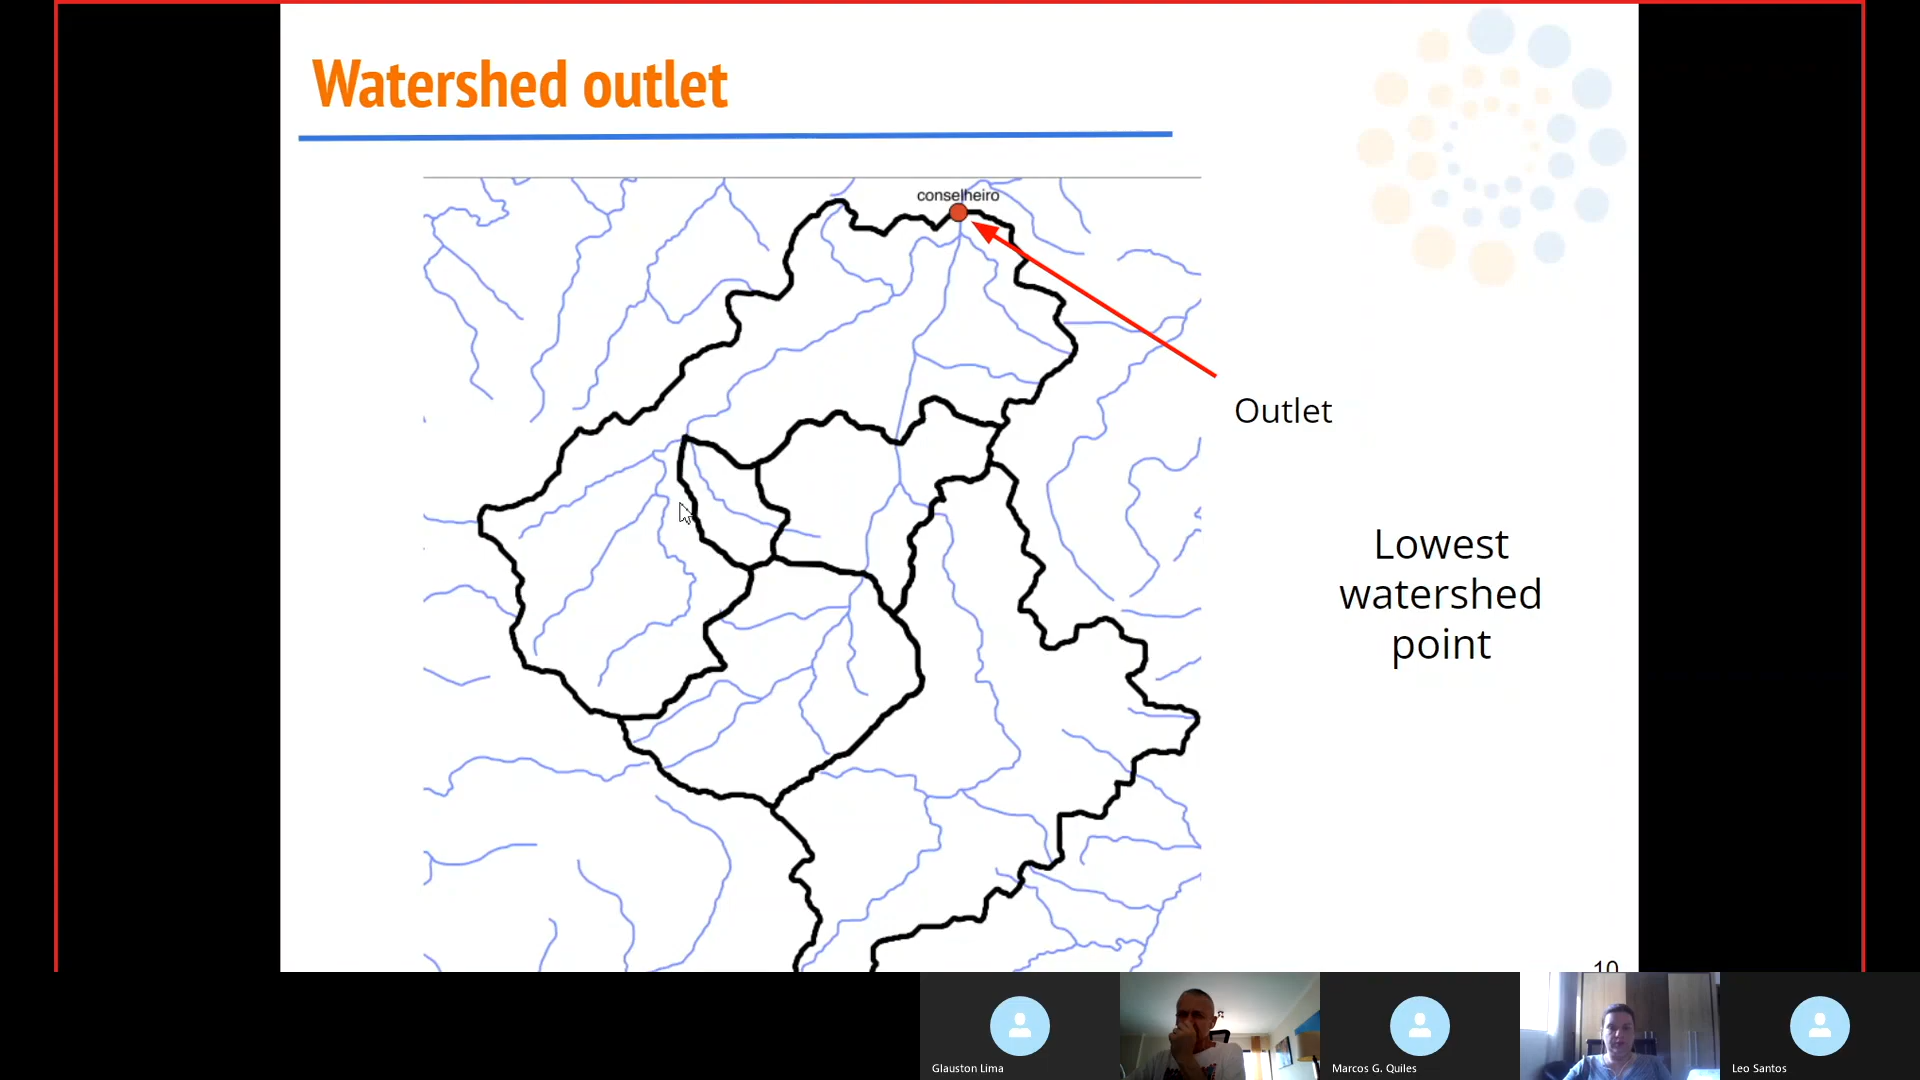 Watershed outlet
conselheiro
Outlet
Lowest
watershed
point
10
Glauston Lima
Marcos G. Quiles
Leo Santos